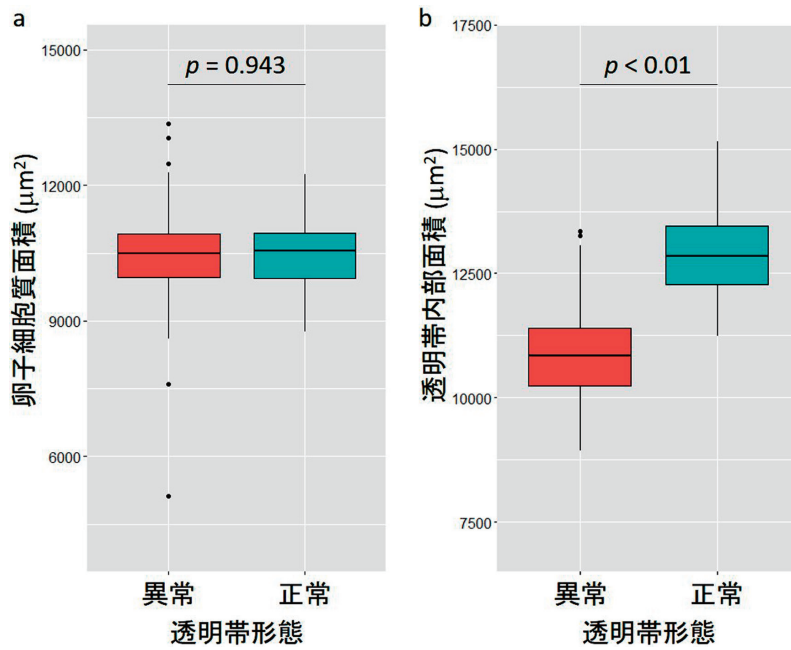 a
卵子細胞質面積 (μm²)
15000
12000
9000
6000
p = 0.943
異常
正常
透明帯形態
b
透明帯内部面積 (μm²)
17500
15000
12500
10000
7500
p < 0.01
異常
正常
透明帯形態